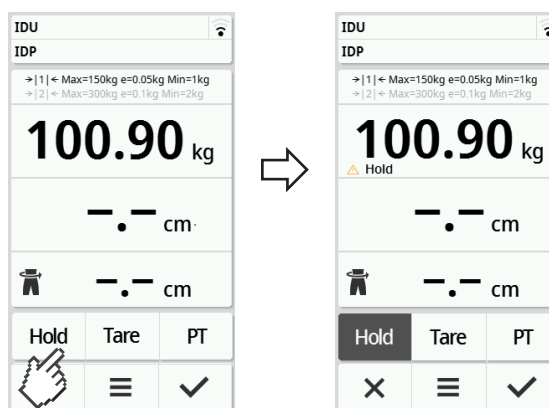 IDU
IDP
→|1|← Max=150kg e=0.05kg Min=1kg
→|2|← Max=300kg e=0.1kg Min=2kg
100.90 kg
–.– cm
–.– cm
Hold Tare PT
IDU
IDP
→|1|← Max=150kg e=0.05kg Min=1kg
→|2|← Max=300kg e=0.1kg Min=2kg
100.90 kg
Hold
–.– cm
–.– cm
Hold Tare PT